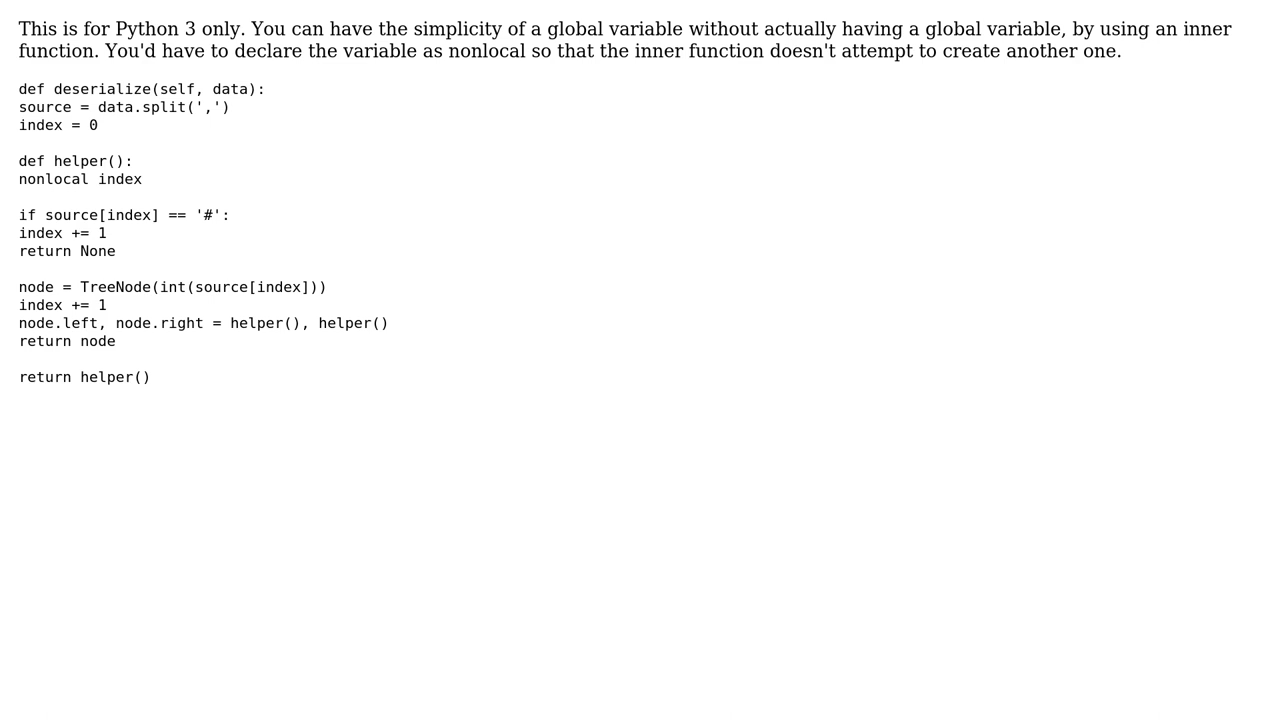 This is for Python 3 only. You can have the simplicity of a global variable without actually having a global variable, by using an inner
function. You'd have to declare the variable as nonlocal so that the inner function doesn't attempt to create another one.
def deserialize(self, data):
source = data.split(',')
index = 0
def helper():
nonlocal index
if source[index] == '#':
index += 1
return None
node = TreeNode(int(source[index]))
index += 1
node.left, node.right = helper(), helper()
return node
return helper()